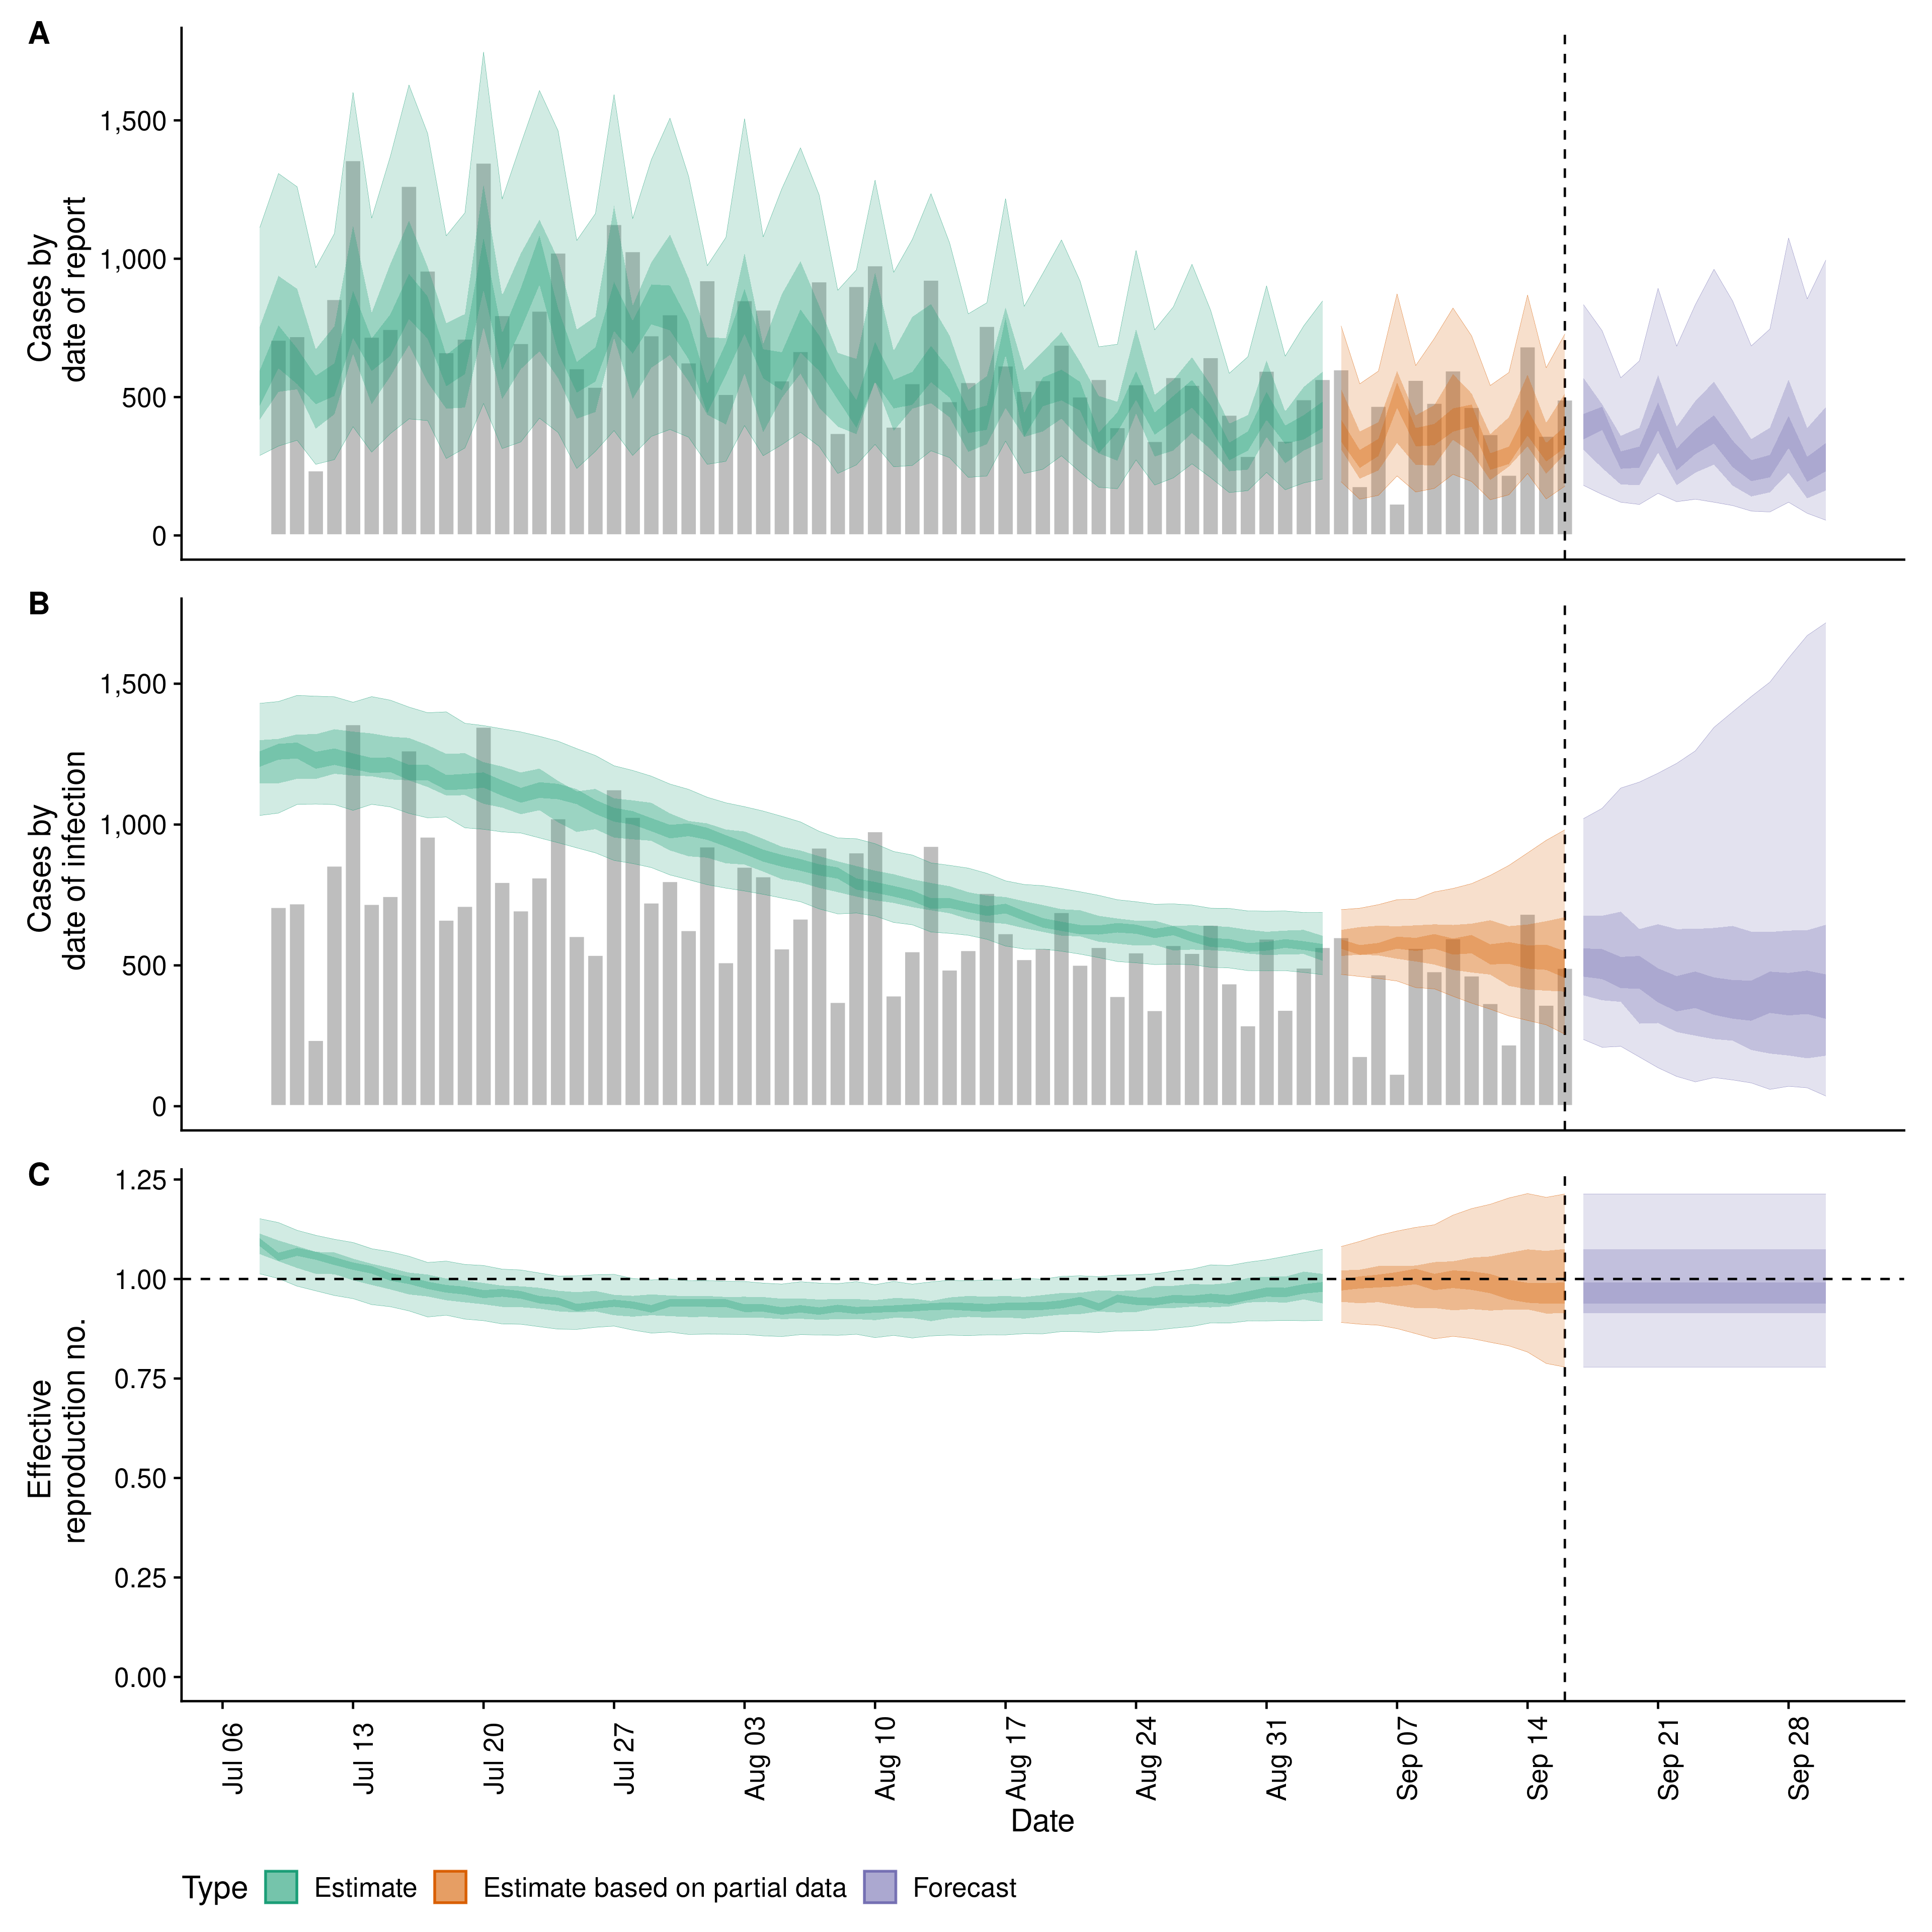 A
Cases by
date of report
1,500
1,000
500
0
B
Cases by
date of infection
1,500
1,000
500
0
C
Effective
reproduction no.
1.25
1.00
0.75
0.50
0.25
0.00
Jul 06
Jul 13
Jul 20
Jul 27
Aug 03
Aug 10
Aug 17
Aug 24
Aug 31
Sep 07
Sep 14
Sep 21
Sep 28
Date
Type Estimate Estimate based on partial data Forecast